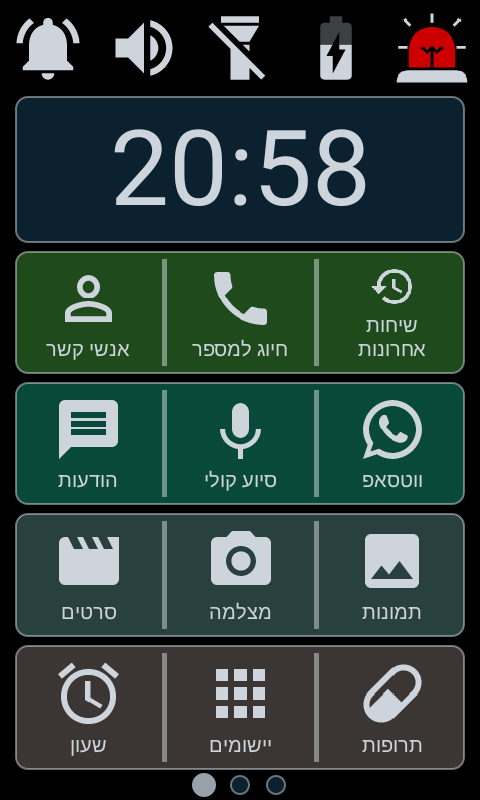 20:58
שיחות
אחרונות
חיוג למספר
אנשי קשר
ווטסאפ
סיוע קולי
הודעות
תמונות
מצלמה
סרטים
תרופות
יישומים
שעון